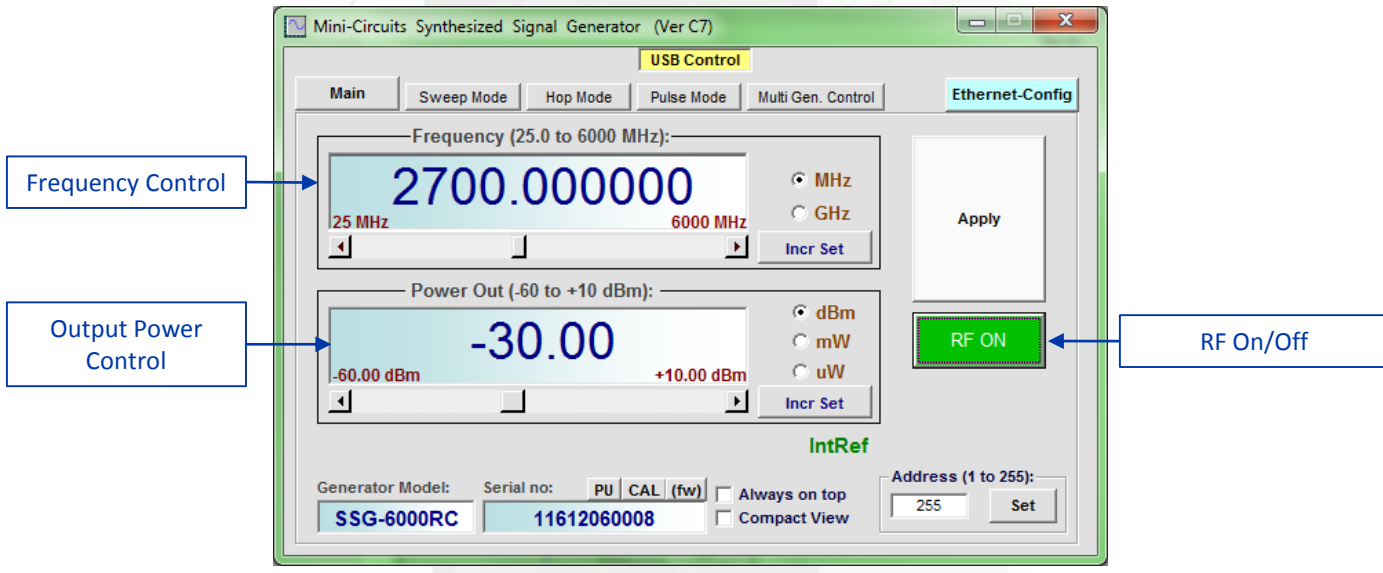 Mini-Circuits Synthesized Signal Generator (Ver C7)
USB Control
Main
Sweep Mode
Hop Mode
Pulse Mode
Multi Gen. Control
Ethernet-Config
Frequency (25.0 to 6000 MHz):
Frequency Control
2700.000000
25 MHz
6000 MHz
MHz
GHz
Incr Set
Apply
Power Out (-60 to +10 dBm):
Output Power
Control
-30.00
-60.00 dBm
+10.00 dBm
dBm
mW
uW
Incr Set
RF ON
RF On/Off
IntRef
Generator Model:
SSG-6000RC
Serial no:
PU
CAL
(fw)
11612060008
Always on top
Compact View
Address (1 to 255):
255
Set